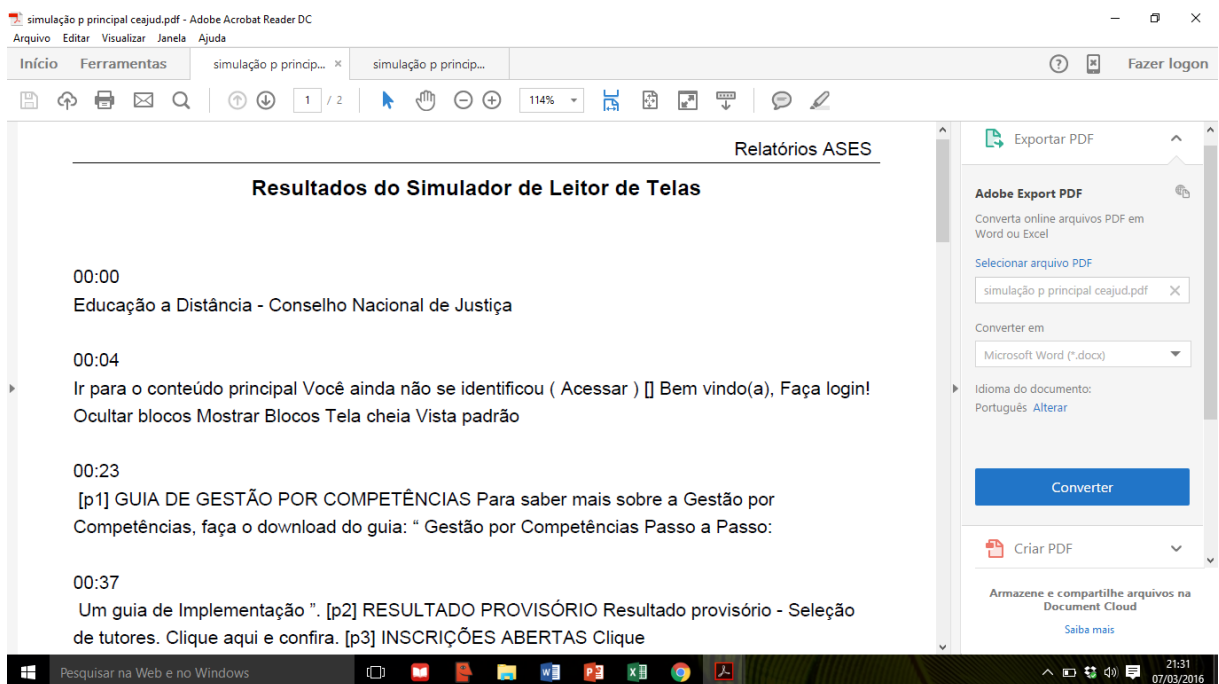 simulação p principal ceajud.pdf - Adobe Acrobat Reader DC
Arquivo Editar Visualizar Janela Ajuda
Início Ferramentas simulação p princip... × simulação p princip... Fazer logon
1 / 2 114%
Relatórios ASES
Resultados do Simulador de Leitor de Telas
00:00
Educação a Distância - Conselho Nacional de Justiça
00:04
Ir para o conteúdo principal Você ainda não se identificou ( Acessar ) [] Bem vindo(a), Faça login!
Ocultar blocos Mostrar Blocos Tela cheia Vista padrão
00:23
[p1] GUIA DE GESTÃO POR COMPETÊNCIAS Para saber mais sobre a Gestão por
Competências, faça o download do guia: “ Gestão por Competências Passo a Passo:
00:37
Um guia de Implementação ”. [p2] RESULTADO PROVISÓRIO Resultado provisório - Seleção
de tutores. Clique aqui e confira. [p3] INSCRIÇÕES ABERTAS Clique
Exportar PDF
Adobe Export PDF
Converta online arquivos PDF em
Word ou Excel
Selecionar arquivo PDF
simulação p principal ceajud.pdf
Converter em
Microsoft Word (*.docx)
Idioma do documento:
Português Alterar
Converter
Criar PDF
Armazene e compartilhe arquivos na
Document Cloud
Saiba mais
Pesquisar na Web e no Windows
21:31
07/03/2016